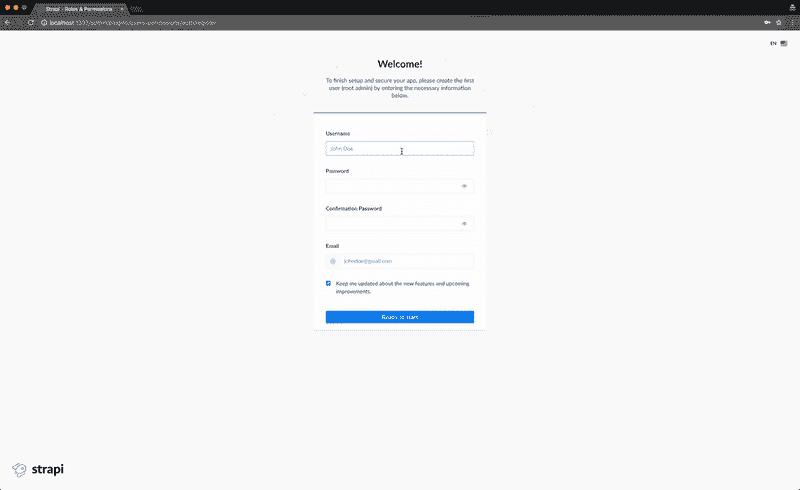 Strapi - Roles & Permissions
localhost
EN
Welcome!
To finish setup and secure your app, please create the first
user (root admin) by entering the necessary information
below.
Username
John Doe
Password
Confirmation Password
Email
@ johndoe@gmail.com
Keep me updated about the new features and upcoming
improvements.
Ready to start
strapi